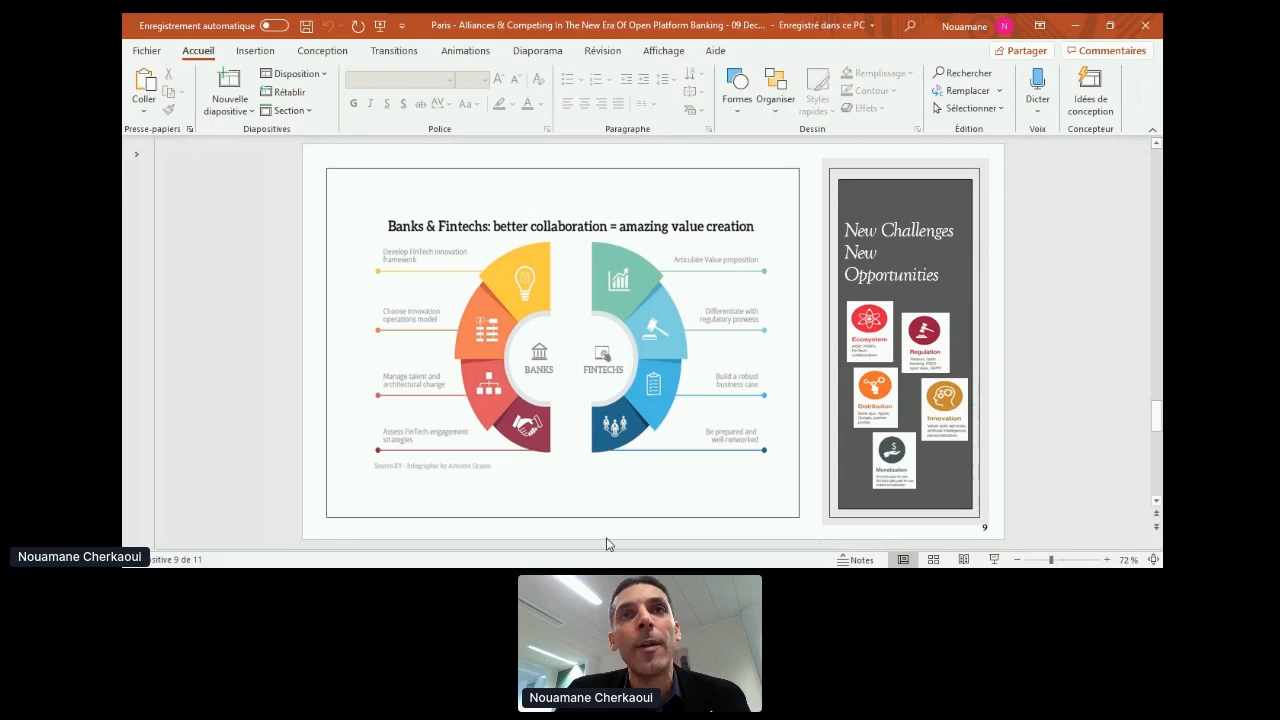 Enregistrement automatique
Paris - Alliances & Competing In The New Era Of Open Platform Banking - 09 Dec... - Enregistré dans ce PC
Nouamane
N
Fichier
Accueil
Insertion
Conception
Transitions
Animations
Diaporama
Révision
Affichage
Aide
Partager
Commentaires
Coller
Nouvelle
diapositive
Disposition
Rétablir
Section
Formes
Organiser
Styles
rapides
Remplissage
Contour
Effets
Rechercher
Remplacer
Sélectionner
Dicter
Idées de
conception
Presse-papiers
Diapositives
Police
Paragraphe
Dessin
Édition
Voix
Concepteur
Banks & Fintechs: better collaboration = amazing value creation
Develop FinTech innovation
framework
Choose innovation
operations model
Manage talent and
architectural change
Assess FinTech engagement
strategies
BANKS
FINTECHS
Articulate Value proposition
Differentiate with
regulatory prowess
Build a robust
business case
Be prepared and
well-networked
Source EY - Infographic by Antonio Grasso
New Challenges
New
Opportunities
Ecosystem
Regulation
Distribution
Innovation
Monetization
9
Nouamane Cherkaoui
sitive 9 de 11
Notes
72 %
Nouamane Cherkaoui